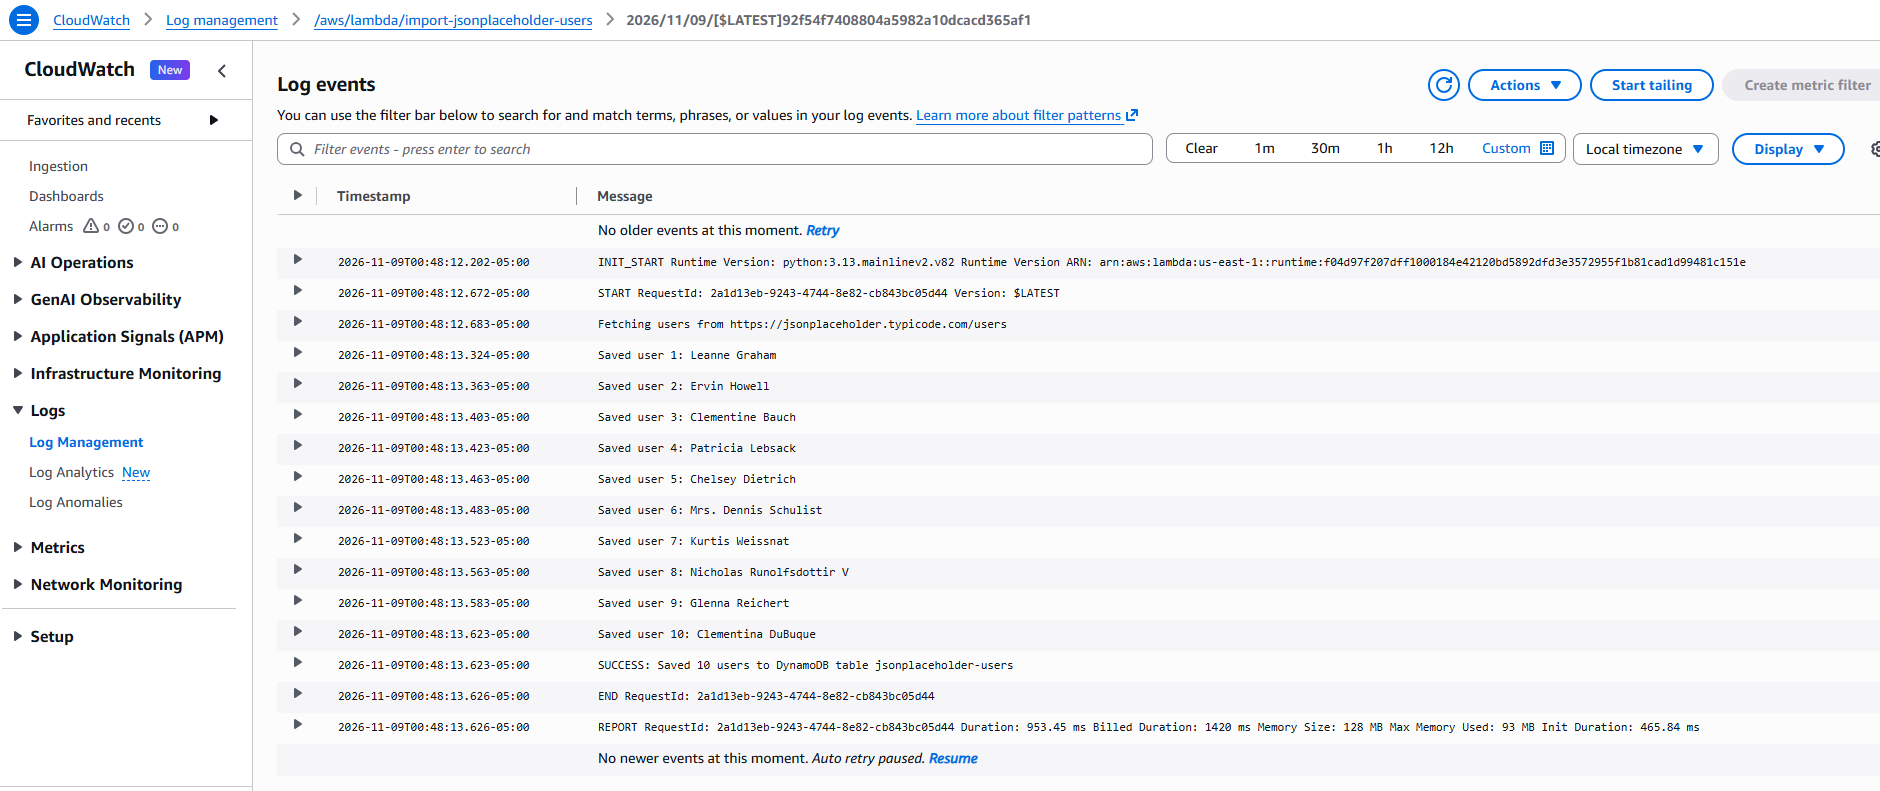 CloudWatch > Log management > /aws/lambda/import-jsonplaceholder-users > 2026/11/09/[$LATEST]92f54f7408804a5982a10dcacd365af1
CloudWatch New
Favorites and recents
Ingestion
Dashboards
Alarms 0 0 0
AI Operations
GenAI Observability
Application Signals (APM)
Infrastructure Monitoring
Logs
Log Management
Log Analytics New
Log Anomalies
Metrics
Network Monitoring
Setup
Log events
Actions
Start tailing
Create metric filter
You can use the filter bar below to search for and match terms, phrases, or values in your log events. Learn more about filter patterns
Filter events - press enter to search
Clear 1m 30m 1h 12h Custom
Local timezone
Display
Timestamp Message
No older events at this moment. Retry
2026-11-09T00:48:12.202-05:00 INIT_START Runtime Version: python:3.13.mainlinev2.v82 Runtime Version ARN: arn:aws:lambda:us-east-1::runtime:f04d97f207dff1000184e42120bd5892dfd3e3572955f1b81cad1d99481c151e
2026-11-09T00:48:12.672-05:00 START RequestId: 2a1d13eb-9243-4744-8e82-cb843bc05d44 Version: $LATEST
2026-11-09T00:48:12.683-05:00 Fetching users from https://jsonplaceholder.typicode.com/users
2026-11-09T00:48:13.324-05:00 Saved user 1: Leanne Graham
2026-11-09T00:48:13.363-05:00 Saved user 2: Ervin Howell
2026-11-09T00:48:13.403-05:00 Saved user 3: Clementine Bauch
2026-11-09T00:48:13.423-05:00 Saved user 4: Patricia Lebsack
2026-11-09T00:48:13.463-05:00 Saved user 5: Chelsey Dietrich
2026-11-09T00:48:13.483-05:00 Saved user 6: Mrs. Dennis Schulist
2026-11-09T00:48:13.523-05:00 Saved user 7: Kurtis Weissnat
2026-11-09T00:48:13.563-05:00 Saved user 8: Nicholas Runolfsdottir V
2026-11-09T00:48:13.583-05:00 Saved user 9: Glenna Reichert
2026-11-09T00:48:13.623-05:00 Saved user 10: Clementina DuBuque
2026-11-09T00:48:13.623-05:00 SUCCESS: Saved 10 users to DynamoDB table jsonplaceholder-users
2026-11-09T00:48:13.626-05:00 END RequestId: 2a1d13eb-9243-4744-8e82-cb843bc05d44
2026-11-09T00:48:13.626-05:00 REPORT RequestId: 2a1d13eb-9243-4744-8e82-cb843bc05d44 Duration: 953.45 ms Billed Duration: 1420 ms Memory Size: 128 MB Max Memory Used: 93 MB Init Duration: 465.84 ms
No newer events at this moment. Auto retry paused. Resume